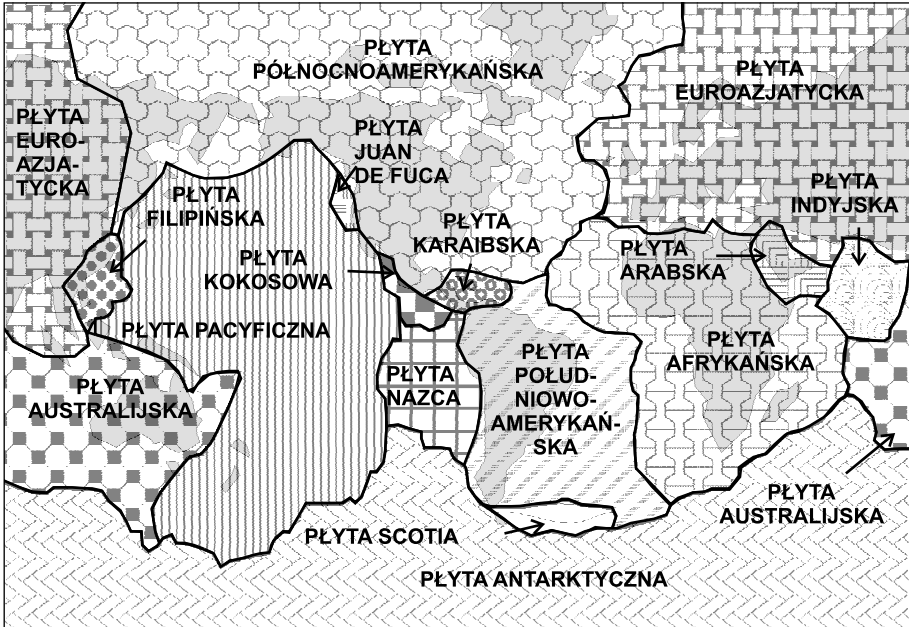 PŁYTA
PÓŁNOCNOAMERYKAŃSKA
PŁYTA
EUROAZJATYCKA
PŁYTA
EURO-
AZJA-
TYCKA
PŁYTA
JUAN
DE FUCA
PŁYTA
FILIPIŃSKA
PŁYTA
INDYJSKA
PŁYTA
KARAIBSKA
PŁYTA
KOKOSOWA
PŁYTA
ARABSKA
PŁYTA PACYFICZNA
PŁYTA
AFRYKAŃSKA
PŁYTA
POŁUD-
NIOWO-
AMERYKAŃ-
SKA
PŁYTA
NAZCA
PŁYTA
AUSTRALIJSKA
PŁYTA
AUSTRALIJSKA
PŁYTA SCOTIA
PŁYTA ANTARKTYCZNA